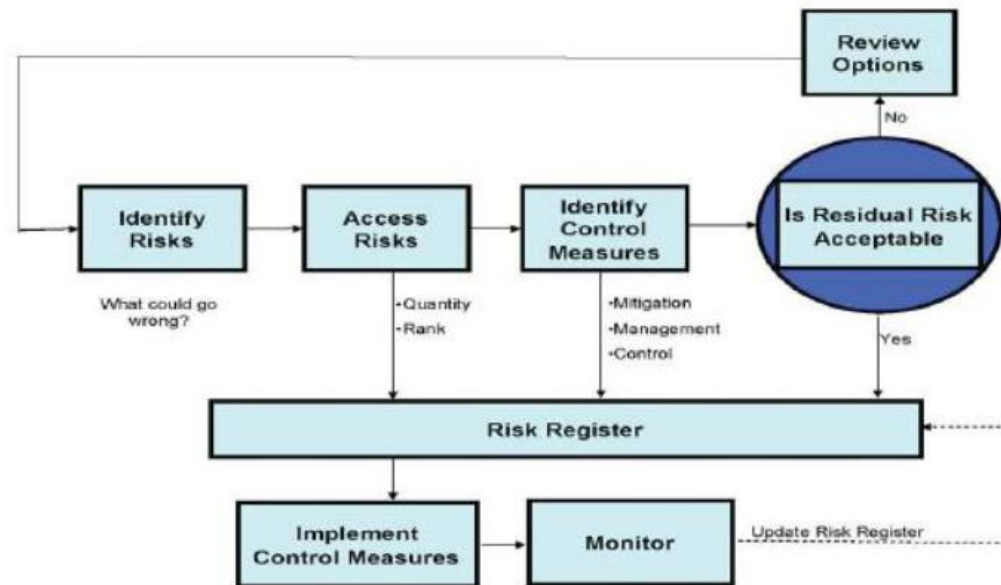 Review
Options
No
Identify
Risks
Access
Risks
Identify
Control
Measures
Is Residual Risk
Acceptable
What could go
wrong?
•Quantity
•Rank
•Mitigation
•Management
•Control
Yes
Risk Register
Implement
Control Measures
Monitor
Update Risk Register